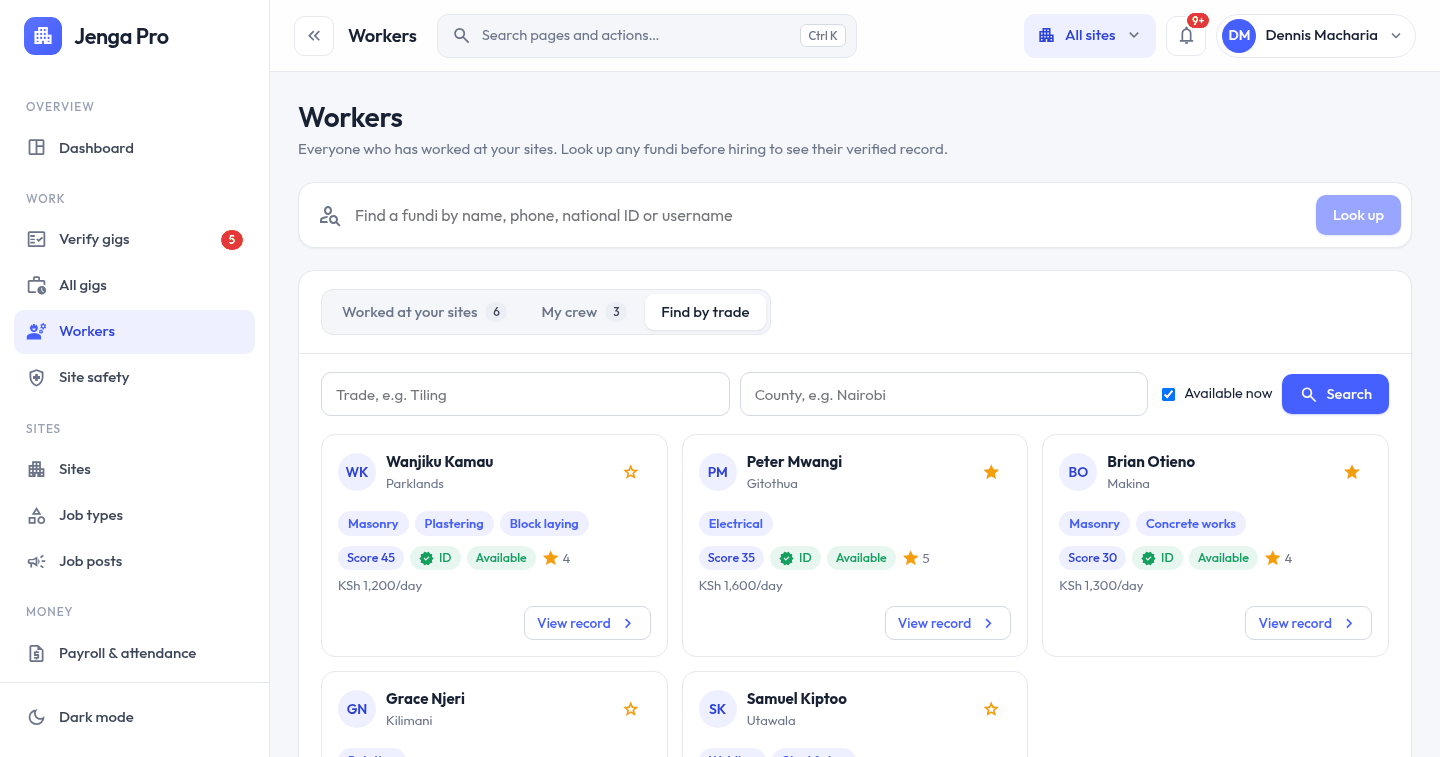 Jenga Pro
Workers
Search pages and actions...
Ctrl K
All sites
9+
DM
Dennis Macharia
OVERVIEW
Dashboard
WORK
Verify gigs
5
All gigs
Workers
Site safety
SITES
Sites
Job types
Job posts
MONEY
Payroll & attendance
Dark mode
Workers
Everyone who has worked at your sites. Look up any fundi before hiring to see their verified record.
Find a fundi by name, phone, national ID or username
Look up
Worked at your sites 6
My crew 3
Find by trade
Trade, e.g. Tiling
County, e.g. Nairobi
Available now
Search
WK
Wanjiku Kamau
Parklands
Masonry Plastering Block laying
Score 45 ID Available 4
KSh 1,200/day
View record
PM
Peter Mwangi
Gitothua
Electrical
Score 35 ID Available 5
KSh 1,600/day
View record
BO
Brian Otieno
Makina
Masonry Concrete works
Score 30 ID Available 4
KSh 1,300/day
View record
GN
Grace Njeri
Kilimani
SK
Samuel Kiptoo
Utawala